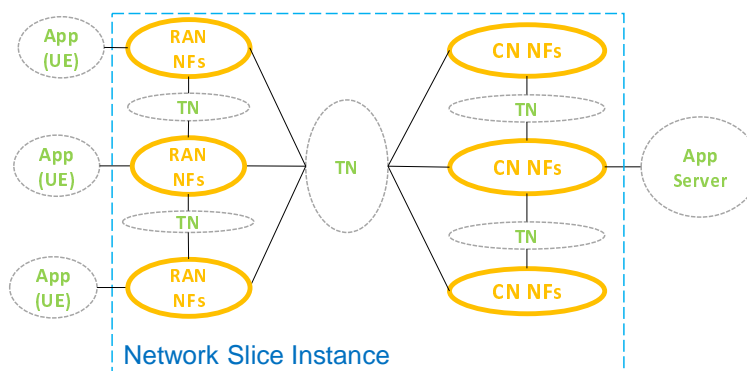 App
(UE)
RAN
NFs
CN NFs
TN
TN
App
(UE)
RAN
NFs
TN
CN NFs
App
Server
TN
TN
App
(UE)
RAN
NFs
CN NFs
Network Slice Instance